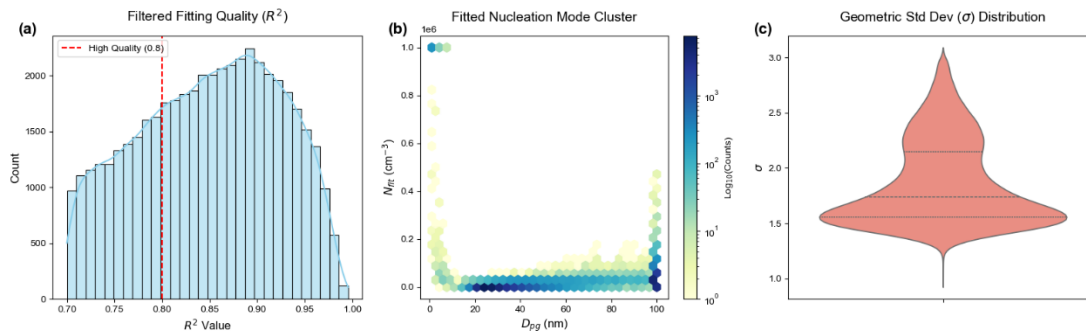 (a)
Filtered Fitting Quality (R²)
High Quality (0.8)
Count
2000
1500
1000
500
0
0.70
0.75
0.80
0.85
0.90
0.95
1.00
R² Value
(b)
Fitted Nucleation Mode Cluster
1e6
N_fit (cm⁻³)
1.0
0.8
0.6
0.4
0.2
0.0
0
20
40
60
80
100
D_pg (nm)
10³
10²
10¹
10⁰
Log₁₀(Counts)
(c)
Geometric Std Dev (σ) Distribution
σ
3.0
2.5
2.0
1.5
1.0